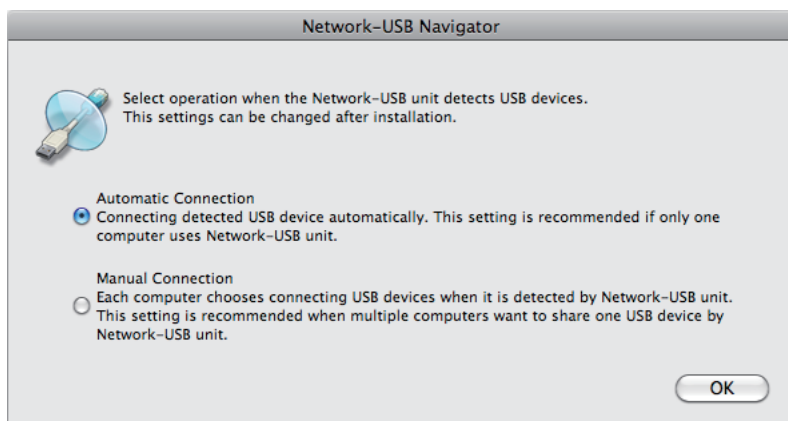 Network-USB Navigator
Select operation when the Network-USB unit detects USB devices.
This settings can be changed after installation.
Automatic Connection
Connecting detected USB device automatically. This setting is recommended if only one
computer uses Network-USB unit.
Manual Connection
Each computer chooses connecting USB devices when it is detected by Network-USB unit.
This setting is recommended when multiple computers want to share one USB device by
Network-USB unit.
OK